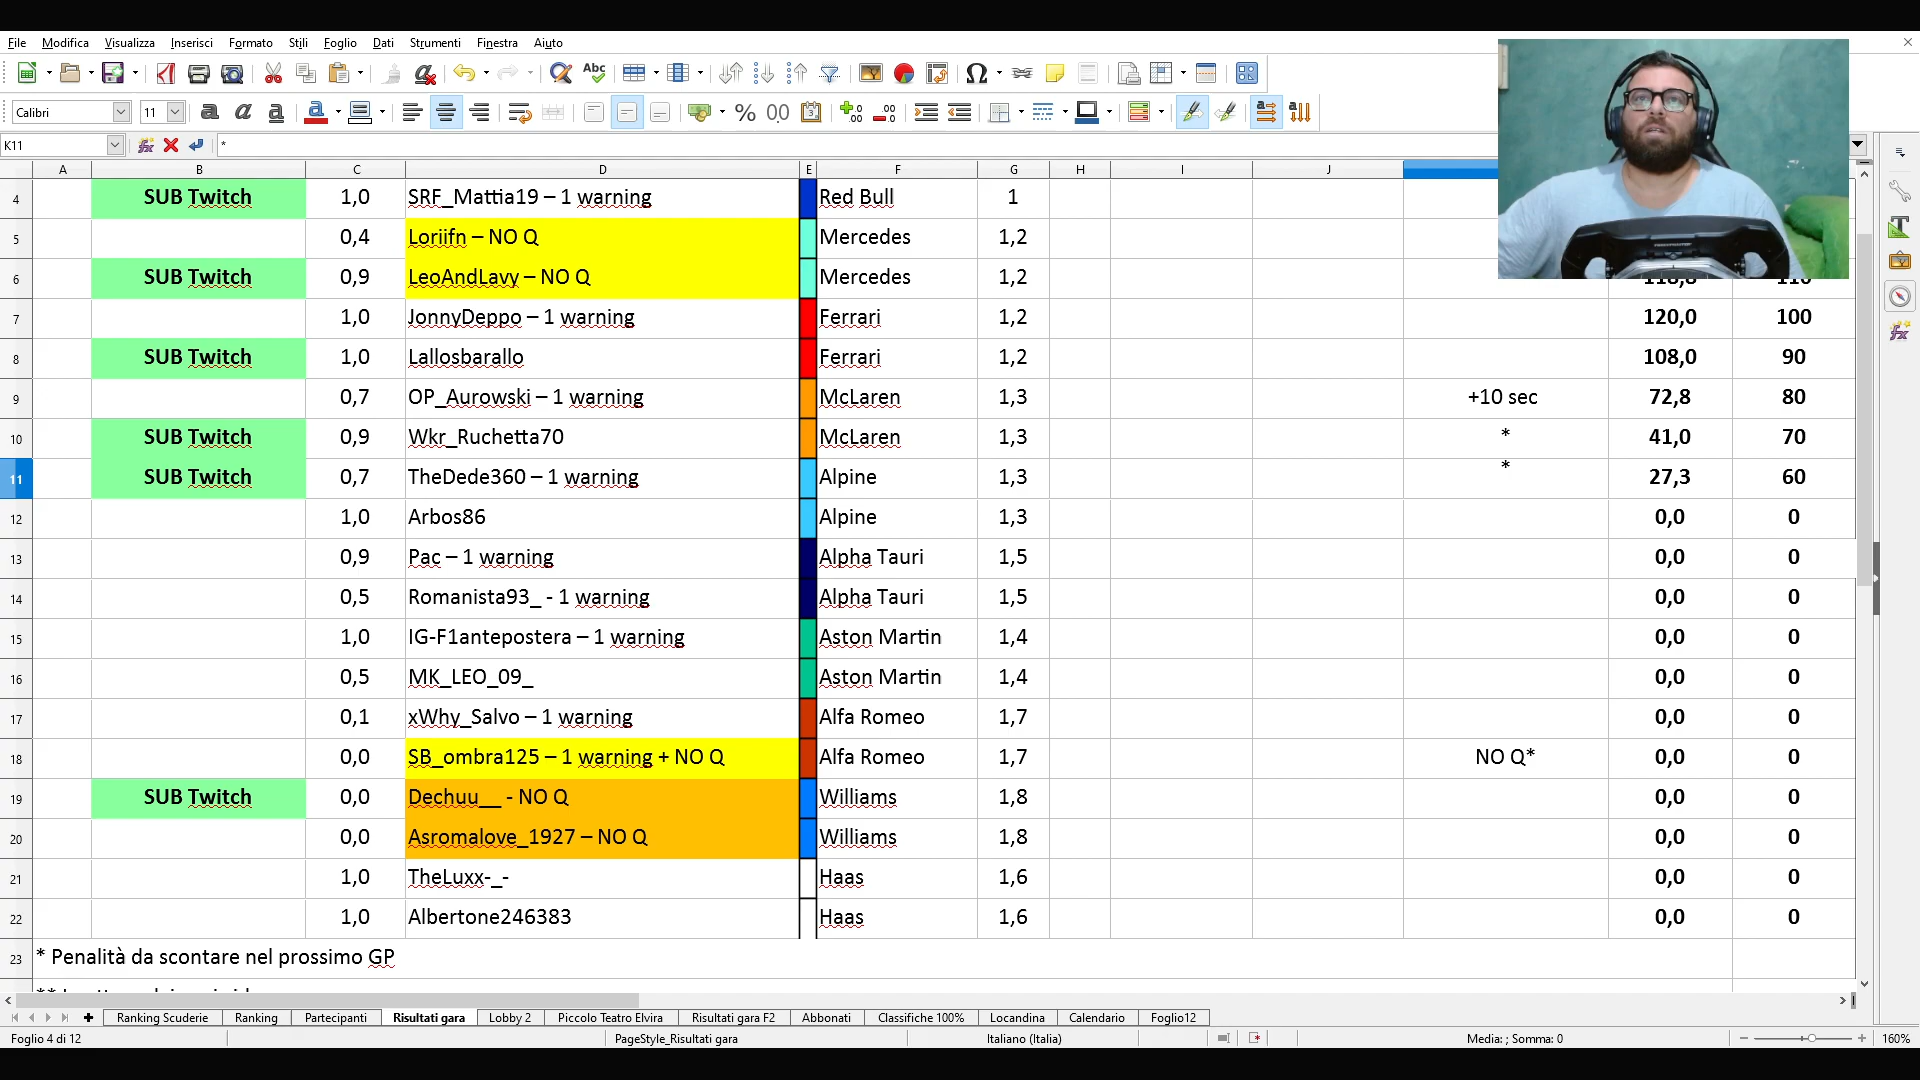 File Modifica Visualizza Inserisci Formato Stili Foglio Dati Strumenti Finestra Aiuto
Calibri 11
K11 *
A B C D E F G H I J
4 SUB Twitch 1,0 SRF_Mattia19 – 1 warning Red Bull 1
5 0,4 Loriifn – NO Q Mercedes 1,2
6 SUB Twitch 0,9 LeoAndLavy – NO Q Mercedes 1,2
7 1,0 JonnyDeppo – 1 warning Ferrari 1,2 120,0 100
8 SUB Twitch 1,0 Lallosbarallo Ferrari 1,2 108,0 90
9 0,7 OP_Aurowski – 1 warning McLaren 1,3 +10 sec 72,8 80
10 SUB Twitch 0,9 Wkr_Ruchetta70 McLaren 1,3 * 41,0 70
11 SUB Twitch 0,7 TheDede360 – 1 warning Alpine 1,3 * 27,3 60
12 1,0 Arbos86 Alpine 1,3 0,0 0
13 0,9 Pac – 1 warning Alpha Tauri 1,5 0,0 0
14 0,5 Romanista93_ - 1 warning Alpha Tauri 1,5 0,0 0
15 1,0 IG-F1antepostera – 1 warning Aston Martin 1,4 0,0 0
16 0,5 MK_LEO_09_ Aston Martin 1,4 0,0 0
17 0,1 xWhy_Salvo – 1 warning Alfa Romeo 1,7 0,0 0
18 0,0 SB_ombra125 – 1 warning + NO Q Alfa Romeo 1,7 NO Q* 0,0 0
19 SUB Twitch 0,0 Dechuu__ - NO Q Williams 1,8 0,0 0
20 0,0 Asromalove_1927 – NO Q Williams 1,8 0,0 0
21 1,0 TheLuxx-_- Haas 1,6 0,0 0
22 1,0 Albertone246383 Haas 1,6 0,0 0
23 * Penalità da scontare nel prossimo GP
Ranking Scuderie Ranking Partecipanti Risultati gara Lobby 2 Piccolo Teatro Elvira Risultati gara F2 Abbonati Classifiche 100% Locandina Calendario Foglio12
Foglio 4 di 12 PageStyle_Risultati gara Italiano (Italia) Media: ; Somma: 0 160%